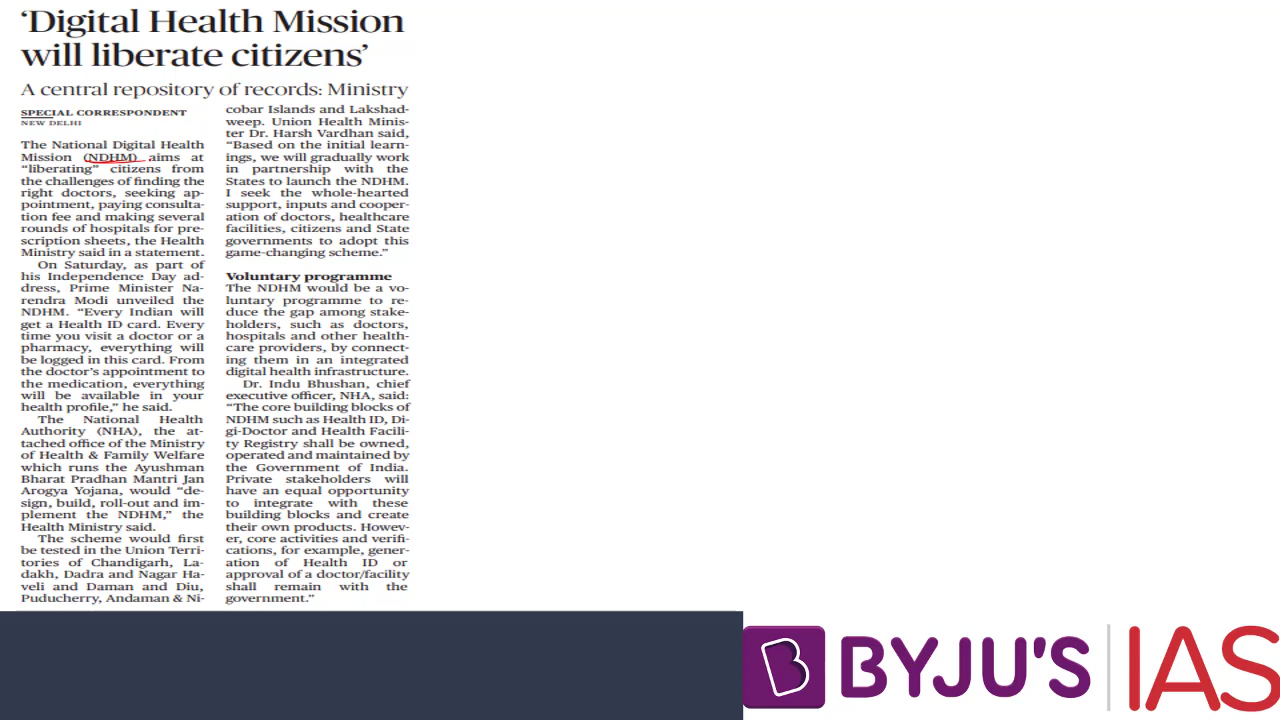 ‘Digital Health Mission
will liberate citizens’
A central repository of records: Ministry
SPECIAL CORRESPONDENT
NEW DELHI
The National Digital Health
Mission (NDHM) aims at
“liberating” citizens from
the challenges of finding the
right doctors, seeking ap-
pointment, paying consulta-
tion fee and making several
rounds of hospitals for pre-
scription sheets, the Health
Ministry said in a statement.
On Saturday, as part of
his Independence Day ad-
dress, Prime Minister Na-
rendra Modi unveiled the
NDHM. “Every Indian will
get a Health ID card. Every
time you visit a doctor or a
pharmacy, everything will
be logged in this card. From
the doctor’s appointment to
the medication, everything
will be available in your
health profile,” he said.
The National Health
Authority (NHA), the at-
tached office of the Ministry
of Health & Family Welfare
which runs the Ayushman
Bharat Pradhan Mantri Jan
Arogya Yojana, would “de-
sign, build, roll-out and im-
plement the NDHM,” the
Health Ministry said.
The scheme would first
be tested in the Union Terri-
tories of Chandigarh, La-
dakh, Dadra and Nagar Ha-
veli and Daman and Diu,
Puducherry, Andaman & Ni-
cobar Islands and Lakshad-
weep. Union Health Minis-
ter Dr. Harsh Vardhan said,
“Based on the initial learn-
ings, we will gradually work
in partnership with the
States to launch the NDHM.
I seek the whole-hearted
support, inputs and cooper-
ation of doctors, healthcare
facilities, citizens and State
governments to adopt this
game-changing scheme.”
Voluntary programme
The NDHM would be a vo-
luntary programme to re-
duce the gap among stake-
holders, such as doctors,
hospitals and other health-
care providers, by connect-
ing them in an integrated
digital health infrastructure.
Dr. Indu Bhushan, chief
executive officer, NHA, said:
“The core building blocks of
NDHM such as Health ID, Di-
gi-Doctor and Health Facili-
ty Registry shall be owned,
operated and maintained by
the Government of India.
Private stakeholders will
have an equal opportunity
to integrate with these
building blocks and create
their own products. Howev-
er, core activities and verifi-
cations, for example, gener-
ation of Health ID or
approval of a doctor/facility
shall remain with the
government.”
B BYJU'S IAS